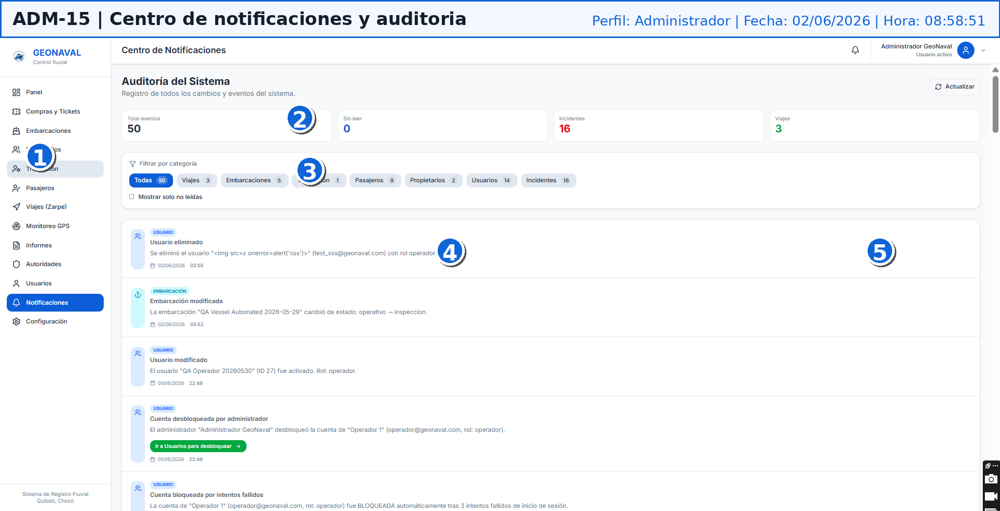 ADM-15 | Centro de notificaciones y auditoria
Perfil: Administrador | Fecha: 02/06/2026 | Hora: 08:58:51
GEONAVAL
Control fluvial
Centro de Notificaciones
Administrador GeoNaval
Usuario activo
Panel
Compras y Tickets
Embarcaciones
1
Pasajeros
Viajes (Zarpe)
Monitoreo GPS
Informes
Autoridades
Usuarios
Notificaciones
Configuración
Sistema de Registro Fluvial
Quibdó, Chocó
Auditoría del Sistema
Registro de todos los cambios y eventos del sistema.
Actualizar
Total eventos
50
2
Sin leer
0
Incidentes
16
Viajes
3
Filtrar por categoría
3
Todas 50
Viajes 3
Embarcaciones 5
1
Pasajeros 9
Propietarios 2
Usuarios 14
Incidentes 16
Mostrar solo no leídas
USUARIO
Usuario eliminado
Se eliminó el usuario "<img src=x onerror=alert('xss')>" (test_xss@geonaval.com) con rol operador
4
5
02/06/2026 03:55
EMBARCACIÓN
Embarcación modificada
La embarcación "QA Vessel Automated 2026-05-29" cambió de estado: operativo → inspeccion.
02/06/2026 03:52
USUARIO
Usuario modificado
El usuario "QA Operador 20260530" (ID 27) fue activado. Rol: operador.
01/06/2026 22:49
USUARIO
Cuenta desbloqueada por administrador
El administrador "Administrador GeoNaval" desbloqueó la cuenta de "Operador 1" (operador@geonaval.com, rol: operador).
Ir a Usuarios para desbloquear →
01/06/2026 22:49
USUARIO
Cuenta bloqueada por intentos fallidos
La cuenta de "Operador 1" (operador@geonaval.com, rol: operador) fue BLOQUEADA automáticamente tras 3 intentos fallidos de inicio de sesión.